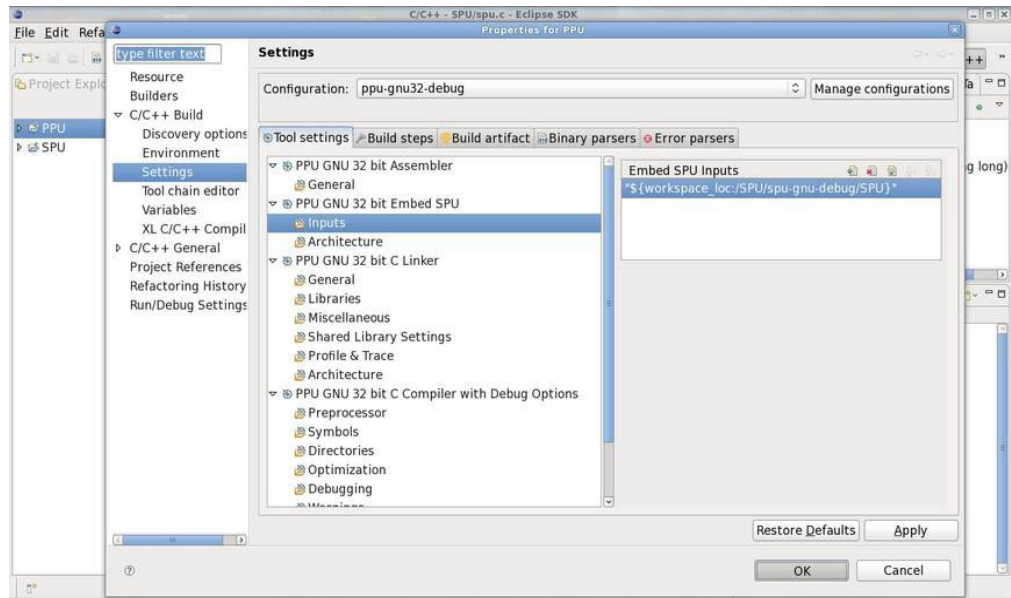 C/C++ - SPU/spu.c - Eclipse SDK
File Edit Refa
Properties for PPU
type filter text
Settings
Resource
Builders
C/C++ Build
Discovery options
Environment
Settings
Tool chain editor
Variables
XL C/C++ Compil
C/C++ General
Project References
Refactoring History
Run/Debug Settings
Project Explo
PPU
SPU
Configuration: ppu-gnu32-debug
Manage configurations
Tool settings Build steps Build artifact Binary parsers Error parsers
PPU GNU 32 bit Assembler
General
PPU GNU 32 bit Embed SPU
Inputs
Architecture
PPU GNU 32 bit C Linker
General
Libraries
Miscellaneous
Shared Library Settings
Profile & Trace
Architecture
PPU GNU 32 bit C Compiler with Debug Options
Preprocessor
Symbols
Directories
Optimization
Debugging
Embed SPU Inputs
"${workspace_loc:/SPU/spu-gnu-debug/SPU}"
++
Ta
g long)
Restore Defaults Apply
OK Cancel